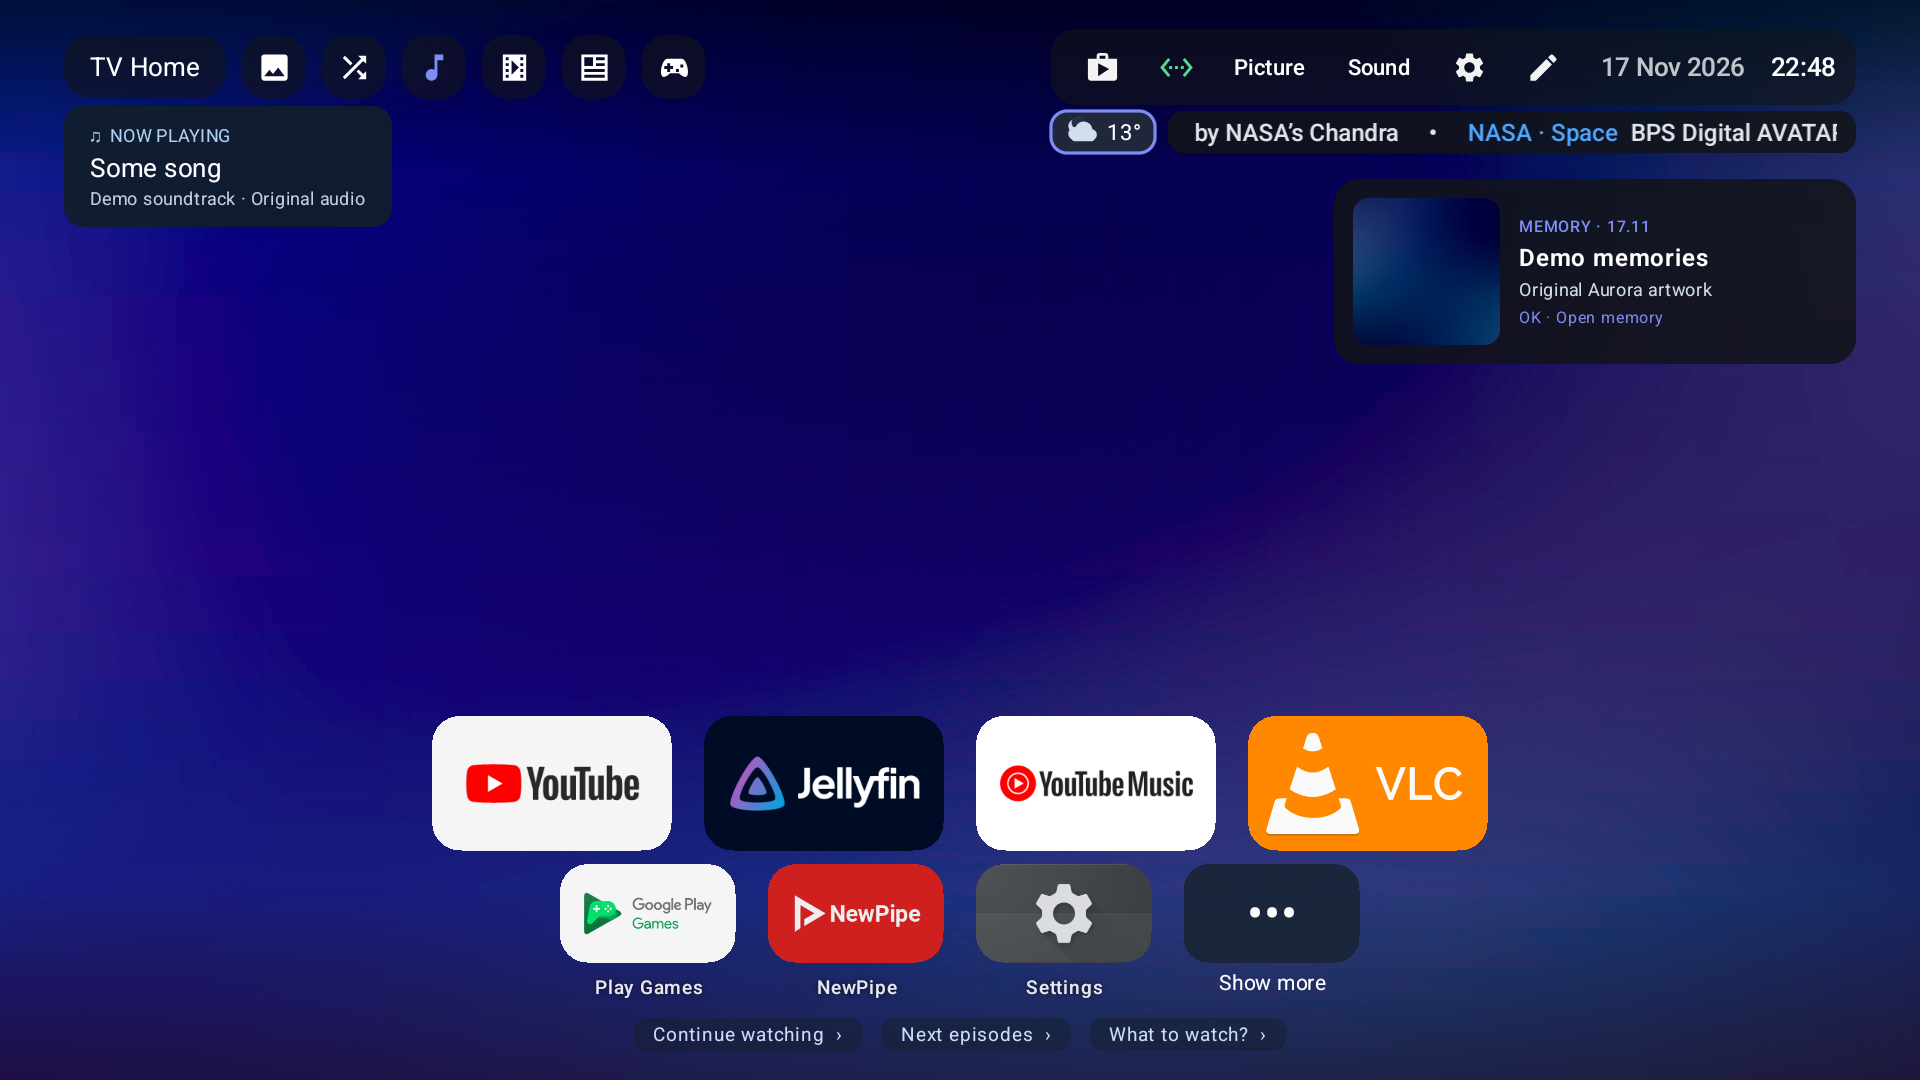 TV Home
Picture
Sound
17 Nov 2026
22:48
♫ NOW PLAYING
Some song
Demo soundtrack · Original audio
13°
by NASA’s Chandra • NASA · Space BPS Digital AVATAR
MEMORY · 17.11
Demo memories
Original Aurora artwork
OK · Open memory
YouTube
Jellyfin
YouTube Music
VLC
Google Play
Games
NewPipe
Play Games
NewPipe
Settings
Show more
Continue watching ›
Next episodes ›
What to watch? ›